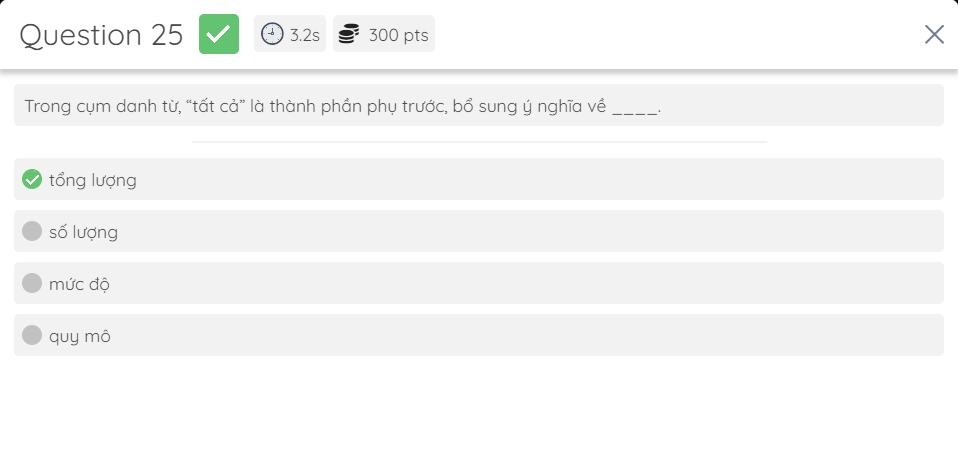 Question 25
3.2s
300 pts
Trong cụm danh từ, “tất cả” là thành phần phụ trước, bổ sung ý nghĩa về ____.
tổng lượng
số lượng
mức độ
quy mô